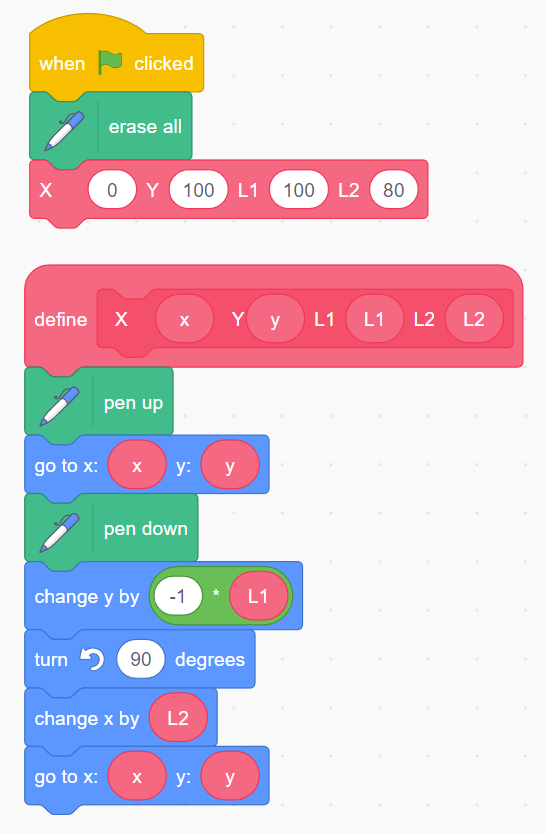 when clicked
erase all
X 0 Y 100 L1 100 L2 80
define X x Y y L1 L1 L2 L2
pen up
go to x: x y: y
pen down
change y by -1 * L1
turn 90 degrees
change x by L2
go to x: x y: y